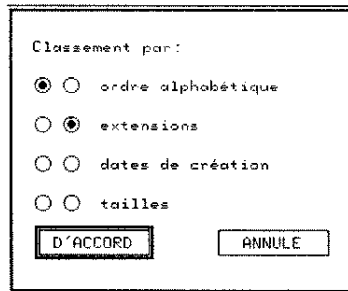 Classement par:
ordre alphabétique
extensions
dates de création
tailles
D'ACCORD ANNULE